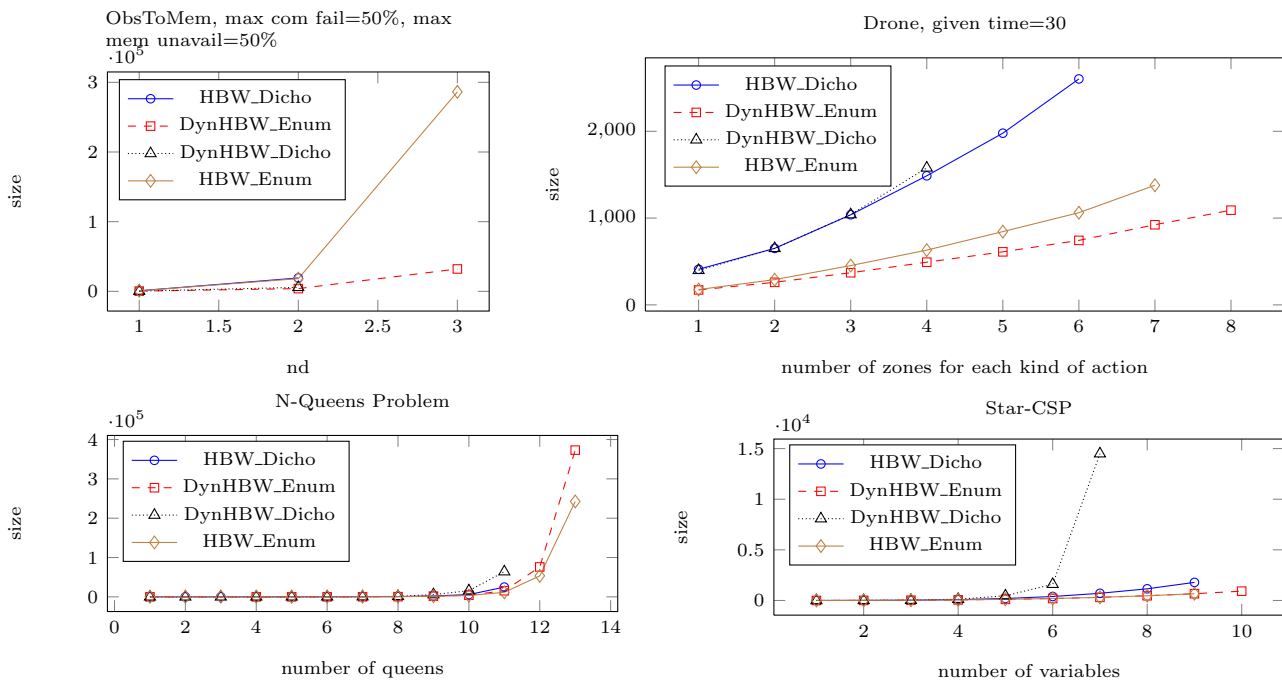 ObsToMem, max com fail=50%, max
mem unavail=50%
·10^5
3
2
1
0
size
HBW_Dicho
DynHBW_Enum
DynHBW_Dicho
HBW_Enum
1 1.5 2 2.5 3
nd
Drone, given time=30
2,000
1,000
0
size
HBW_Dicho
DynHBW_Enum
DynHBW_Dicho
HBW_Enum
1 2 3 4 5 6 7 8
number of zones for each kind of action
N-Queens Problem
·10^5
4
3
2
1
0
size
HBW_Dicho
DynHBW_Enum
DynHBW_Dicho
HBW_Enum
0 2 4 6 8 10 12 14
number of queens
Star-CSP
·10^4
1.5
1
0.5
0
size
HBW_Dicho
DynHBW_Enum
DynHBW_Dicho
HBW_Enum
2 4 6 8 10
number of variables